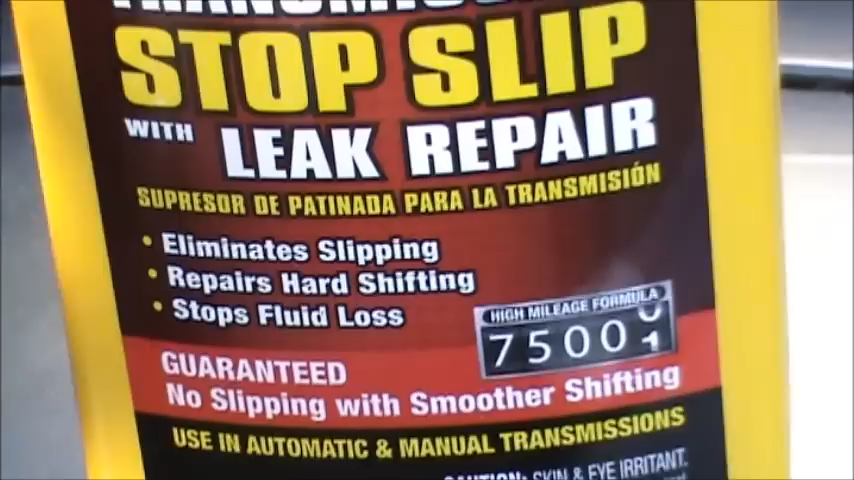 STOP SLIP
WITH LEAK REPAIR
SUPRESOR DE PATINADA PARA LA TRANSMISIÓN
• Eliminates Slipping
• Repairs Hard Shifting
• Stops Fluid Loss
HIGH MILEAGE FORMULA
7500
GUARANTEED
No Slipping with Smoother Shifting
USE IN AUTOMATIC & MANUAL TRANSMISSIONS
CAUTION: SKIN & EYE IRRITANT.